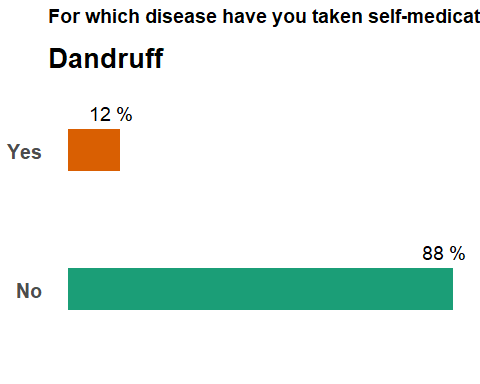 For which disease have you taken self-medicat
Dandruff
12 %
Yes
88 %
No